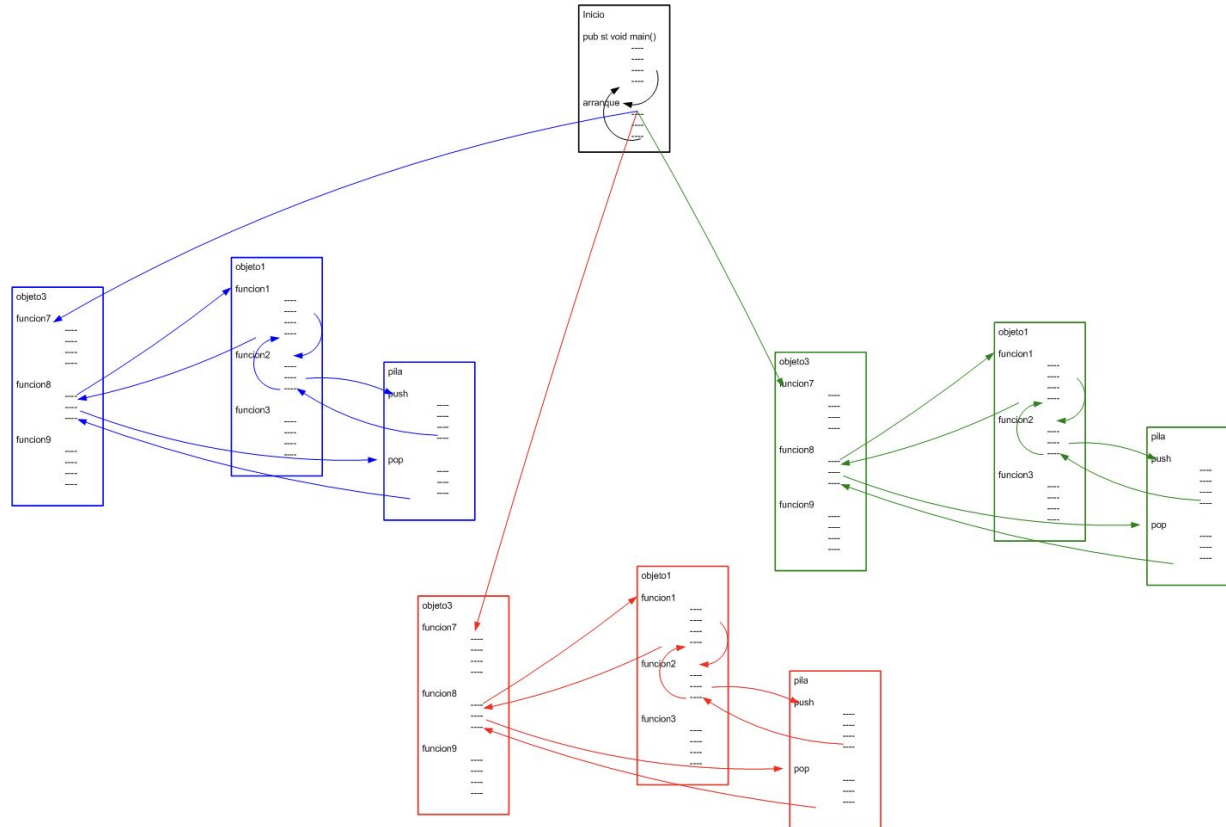 Inicio
pub st void main()
----
----
----
----
arranque
----
----
----
objeto3
funcion7
----
----
----
----
funcion8
----
----
----
funcion9
----
----
----
----
objeto1
funcion1
----
----
----
----
funcion2
----
----
----
funcion3
----
----
----
----
pila
push
----
----
----
----
pop
----
----
----
objeto3
funcion7
----
----
----
----
funcion8
----
----
----
funcion9
----
----
----
----
objeto1
funcion1
----
----
----
----
funcion2
----
----
----
funcion3
----
----
----
----
pila
push
----
----
----
----
pop
----
----
----
objeto3
funcion7
----
----
----
----
funcion8
----
----
----
funcion9
----
----
----
----
objeto1
funcion1
----
----
----
----
funcion2
----
----
----
funcion3
----
----
----
----
pila
push
----
----
----
----
pop
----
----
----